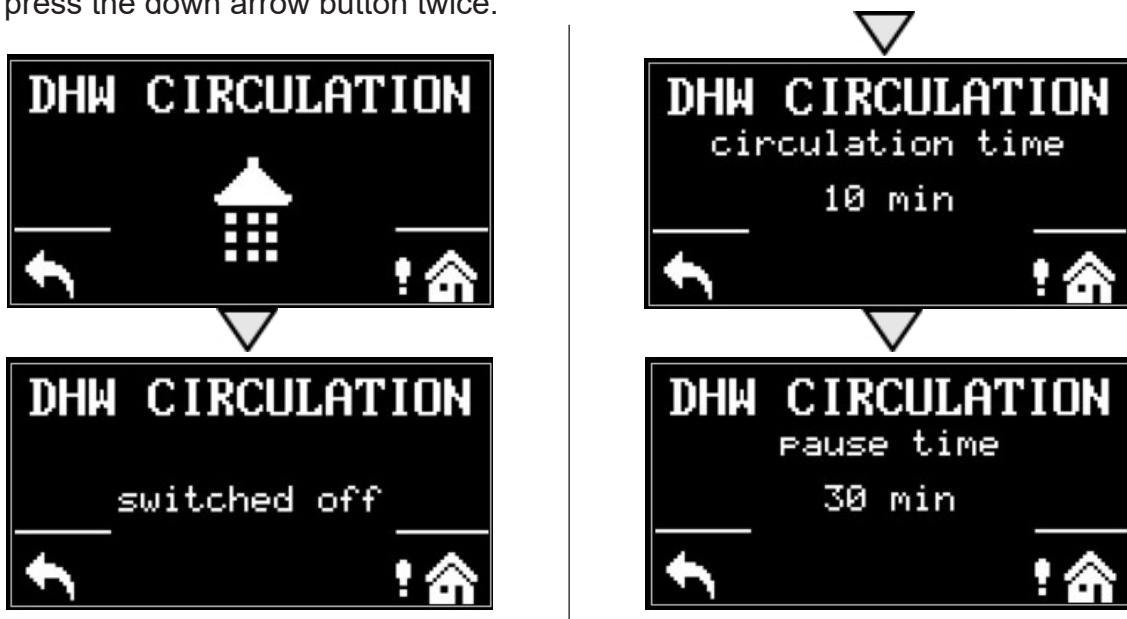 press the down arrow button twice.
DHW CIRCULATION
DHW CIRCULATION
switched off
DHW CIRCULATION
circulation time
10 min
DHW CIRCULATION
pause time
30 min